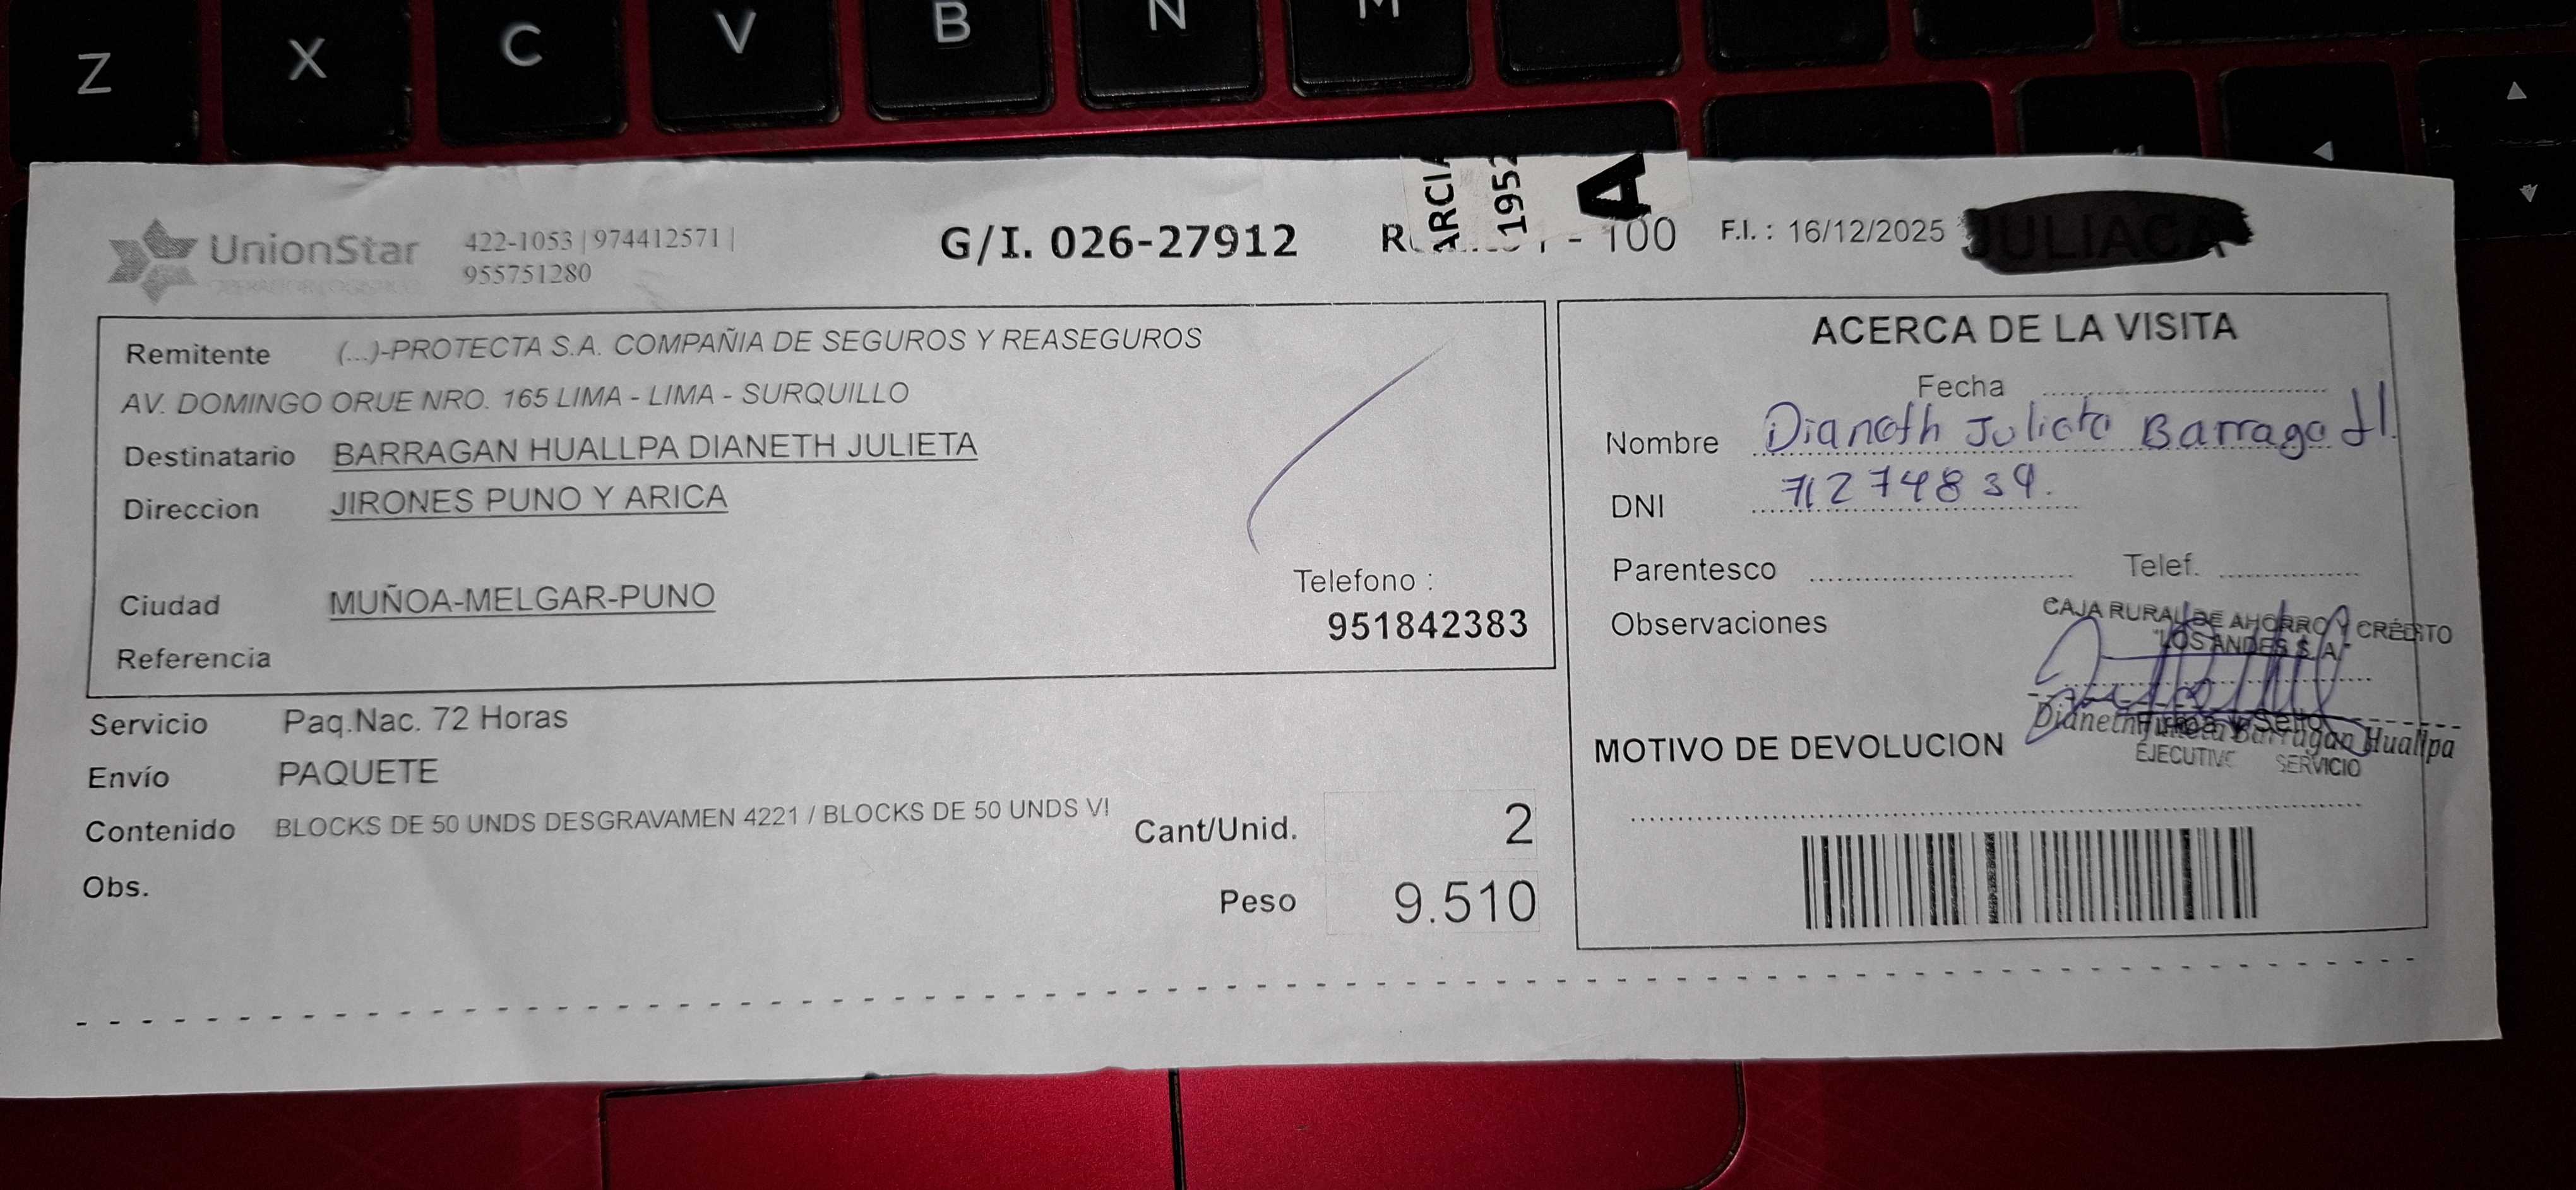 Z X C V B N M
UnionStar
422-1053 | 974412571 |
955751280
G/I. 026-27912
- 100
F.I. : 16/12/2025
JULIACA
ARCIA
1952
A
Remitente (...)-PROTECTA S.A. COMPAÑIA DE SEGUROS Y REASEGUROS
AV. DOMINGO ORUE NRO. 165 LIMA - LIMA - SURQUILLO
Destinatario BARRAGAN HUALLPA DIANETH JULIETA
Direccion JIRONES PUNO Y ARICA
Ciudad MUÑOA-MELGAR-PUNO
Telefono :
951842383
Referencia
Servicio Paq.Nac. 72 Horas
Envío PAQUETE
Contenido BLOCKS DE 50 UNDS DESGRAVAMEN 4221 / BLOCKS DE 50 UNDS VI
Cant/Unid. 2
Obs.
Peso 9.510
ACERCA DE LA VISITA
Fecha
Nombre Dianeth Julieta Barraga H.
DNI 71274839.
Parentesco Telef.
Observaciones
CAJA RURAL DE AHORRO Y CRÉDITO
"LOS ANDES S.A"
Firma y Sello
Dianeth Julieta Barragan Huallpa
EJECUTIV SERVICIO
MOTIVO DE DEVOLUCION